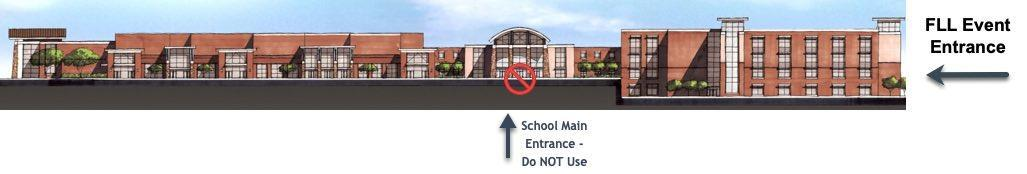 FLL Event
Entrance
School Main
Entrance -
Do NOT Use